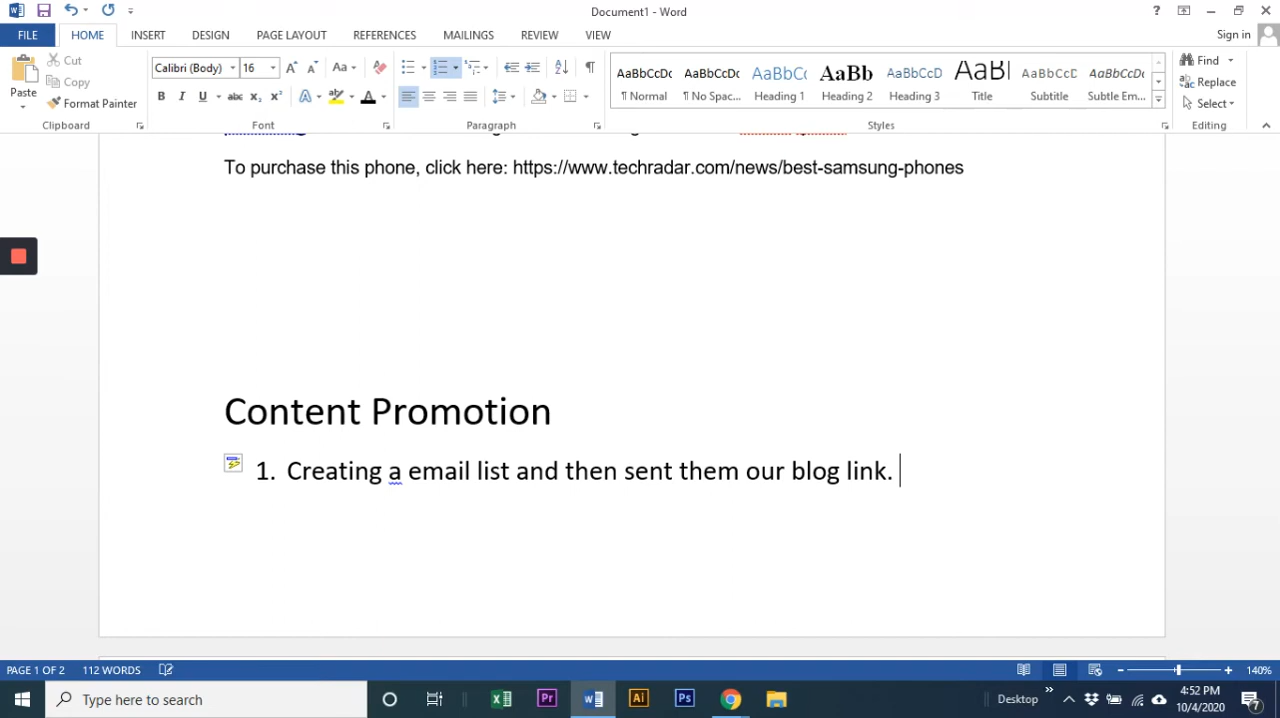 Document1 - Word
?
FILE HOME INSERT DESIGN PAGE LAYOUT REFERENCES MAILINGS REVIEW VIEW Sign in
Paste
Cut
Copy
Format Painter
Clipboard
Calibri (Body) 16
Font
Paragraph
AaBbCcDc AaBbCcDc AaBbCc AaBb AaBbCcD AaBl AaBbCcD AaBbCcDc
¶ Normal ¶ No Spac... Heading 1 Heading 2 Heading 3 Title Subtitle Subtle Em...
Styles
Find
Replace
Select
Editing
To purchase this phone, click here: https://www.techradar.com/news/best-samsung-phones
Content Promotion
1. Creating a email list and then sent them our blog link.
PAGE 1 OF 2 112 WORDS 140%
Type here to search
Desktop
4:52 PM
10/4/2020
7